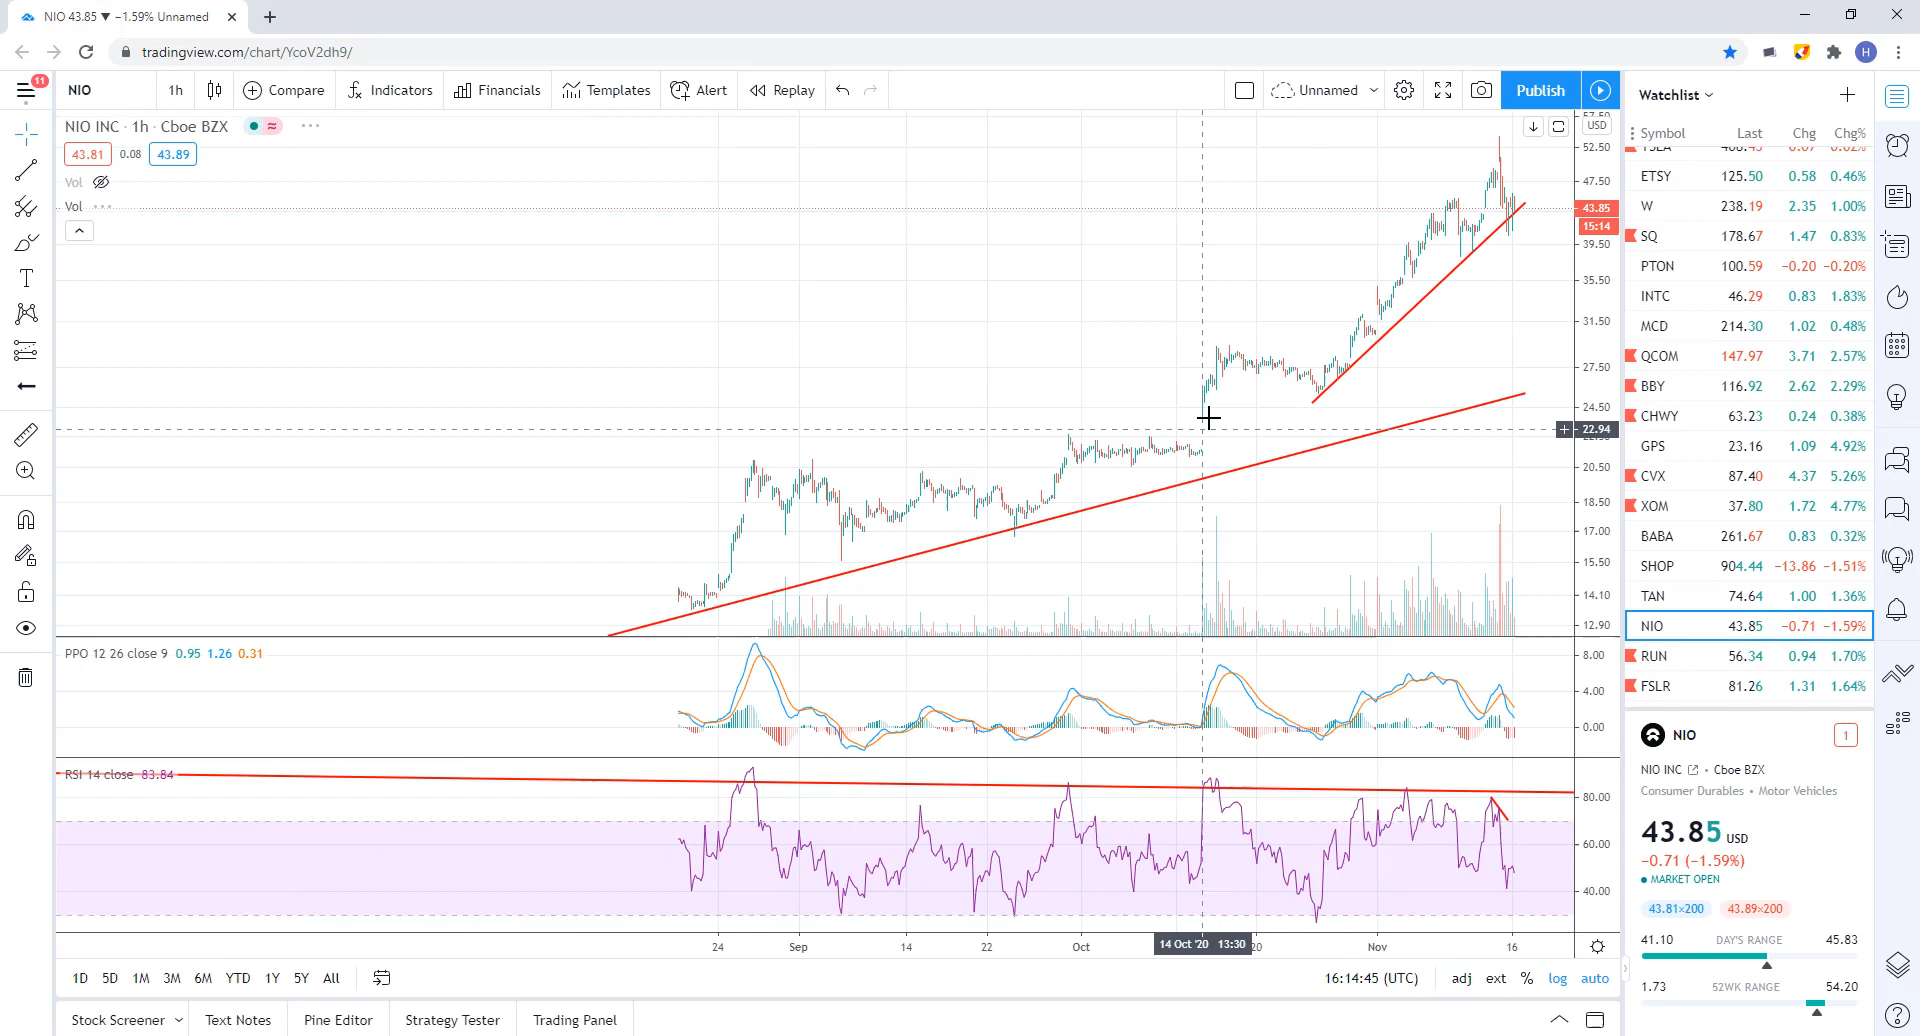 NIO 43.85 ▼ −1.59% Unnamed
tradingview.com/chart/YcoV2dh9/
H
11
NIO 1h Compare Indicators Financials Templates Alert Replay Unnamed Publish
NIO INC · 1h · Cboe BZX
43.81 0.08 43.89
Vol
Vol
USD
57.50
52.50
47.50
43.85
15:14
39.50
35.50
31.50
27.50
24.50
22.94
20.50
18.50
17.00
15.50
14.10
12.90
PPO 12 26 close 9 0.95 1.26 0.31
8.00
4.00
0.00
RSI 14 close 83.84
80.00
60.00
40.00
24 Sep 14 22 Oct 14 Oct '20 13:30 20 Nov 16
1D 5D 1M 3M 6M YTD 1Y 5Y All
16:14:45 (UTC) adj ext % log auto
Stock Screener Text Notes Pine Editor Strategy Tester Trading Panel
Watchlist
Symbol Last Chg Chg%
ETSY 125.50 0.58 0.46%
W 238.19 2.35 1.00%
SQ 178.67 1.47 0.83%
PTON 100.59 −0.20 −0.20%
INTC 46.29 0.83 1.83%
MCD 214.30 1.02 0.48%
QCOM 147.97 3.71 2.57%
BBY 116.92 2.62 2.29%
CHWY 63.23 0.24 0.38%
GPS 23.16 1.09 4.92%
CVX 87.40 4.37 5.26%
XOM 37.80 1.72 4.77%
BABA 261.67 0.83 0.32%
SHOP 904.44 −13.86 −1.51%
TAN 74.64 1.00 1.36%
NIO 43.85 −0.71 −1.59%
RUN 56.34 0.94 1.70%
FSLR 81.26 1.31 1.64%
NIO 1
NIO INC • Cboe BZX
Consumer Durables • Motor Vehicles
43.85 USD
−0.71 (−1.59%)
MARKET OPEN
43.81×200 43.89×200
41.10 DAY'S RANGE 45.83
1.73 52WK RANGE 54.20